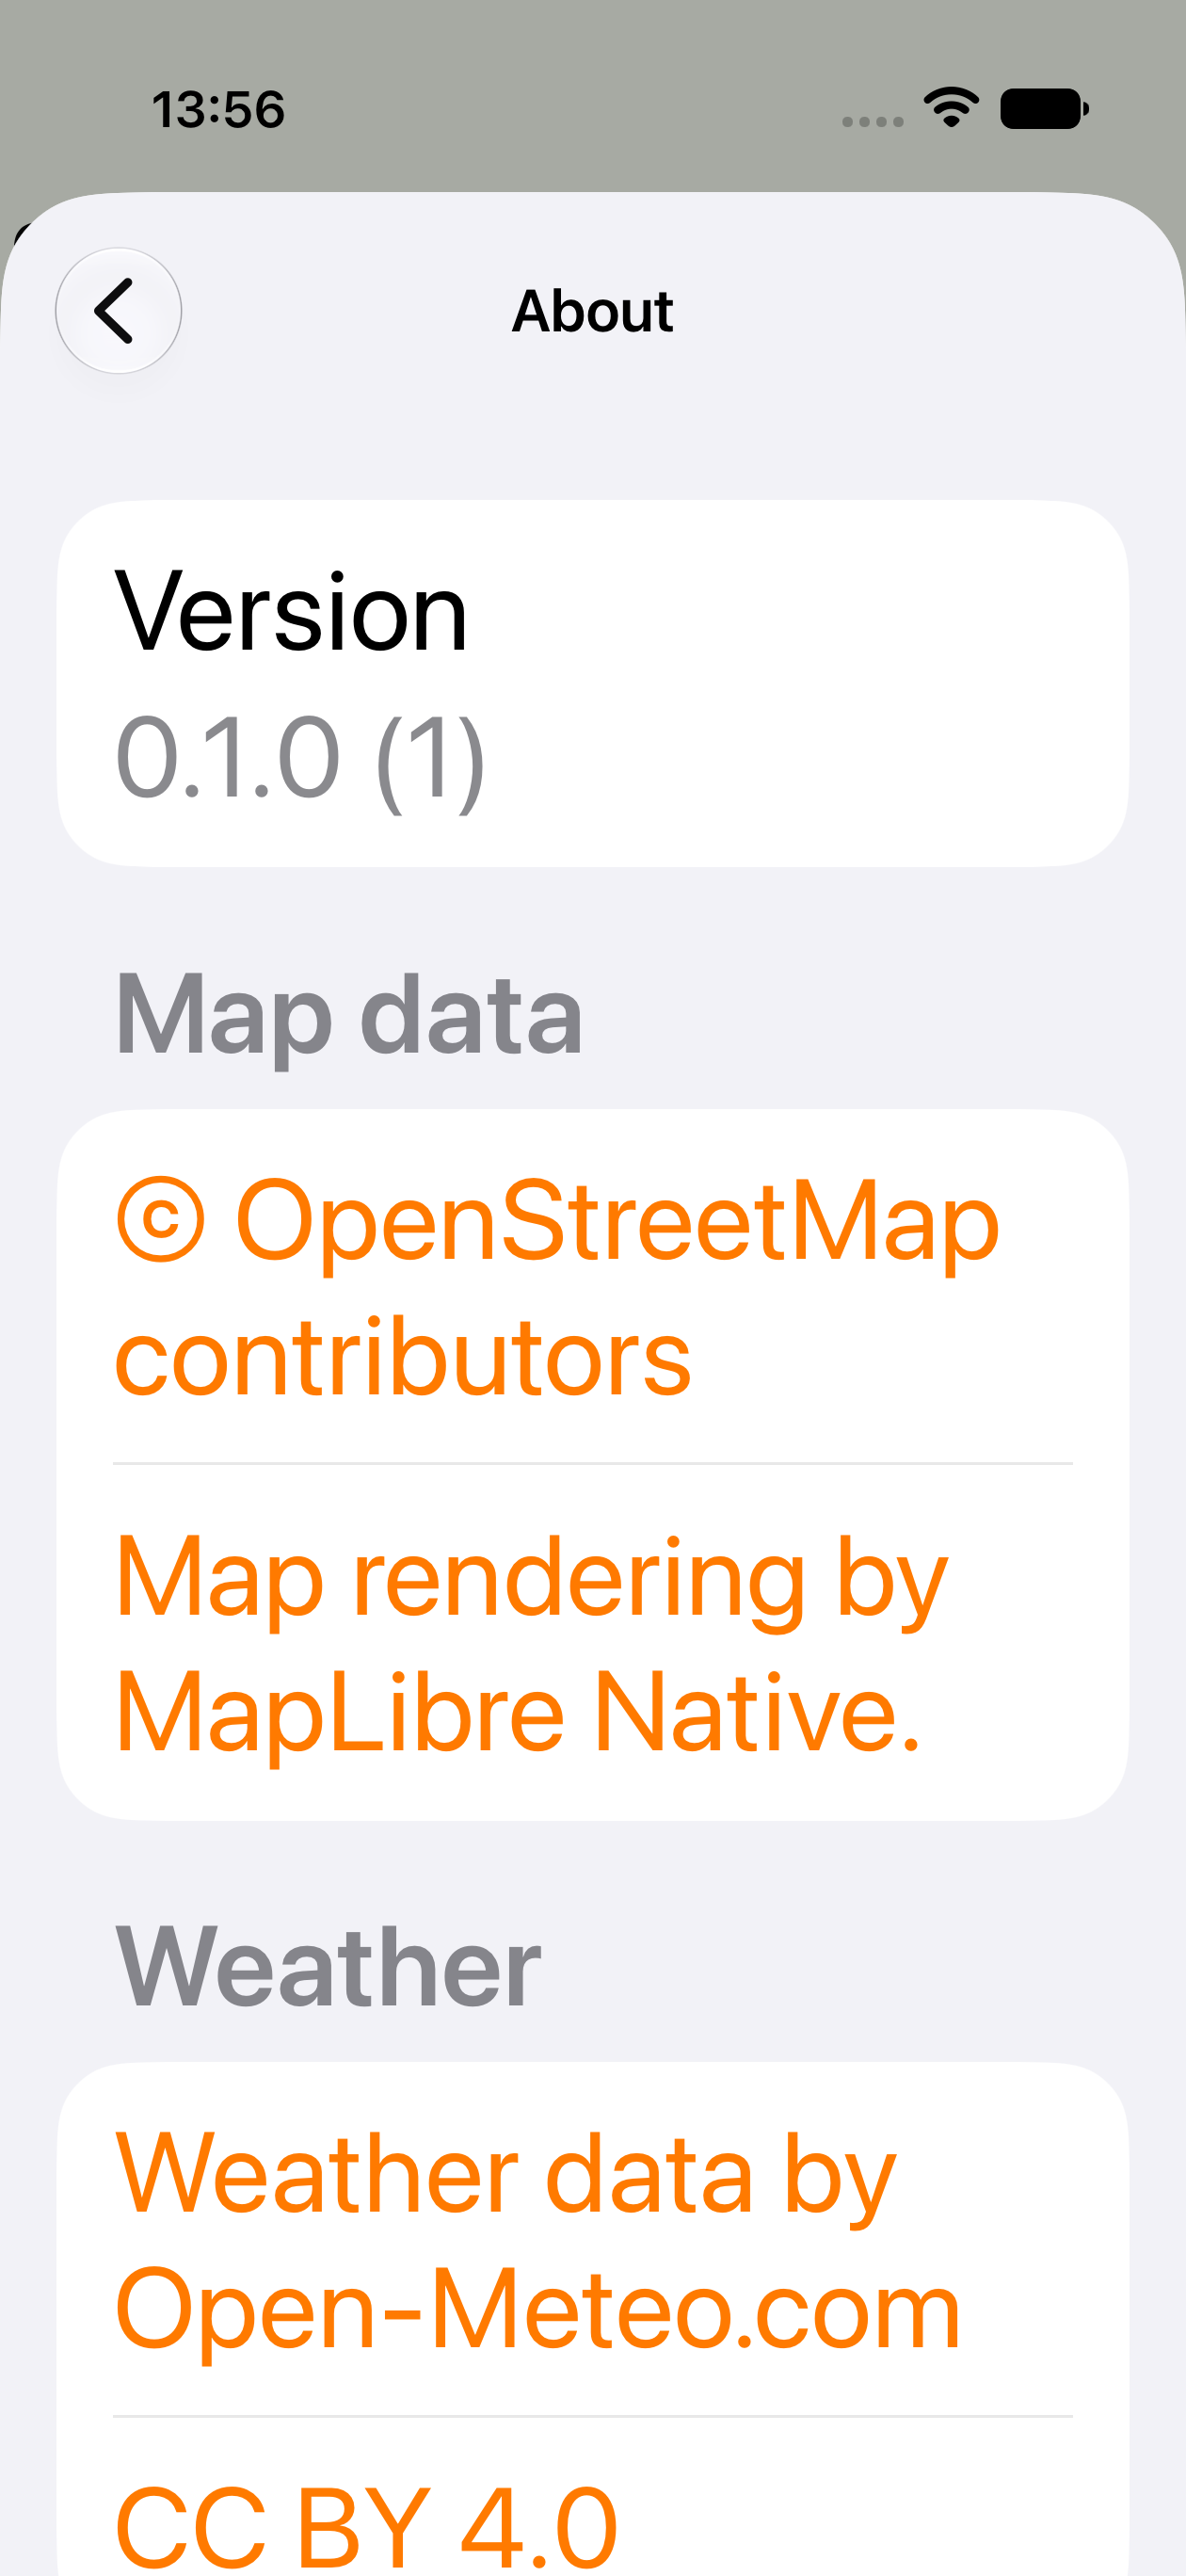 13:56
About
Version
0.1.0 (1)
Map data
© OpenStreetMap
contributors
Map rendering by
MapLibre Native.
Weather
Weather data by
Open-Meteo.com
CC BY 4.0